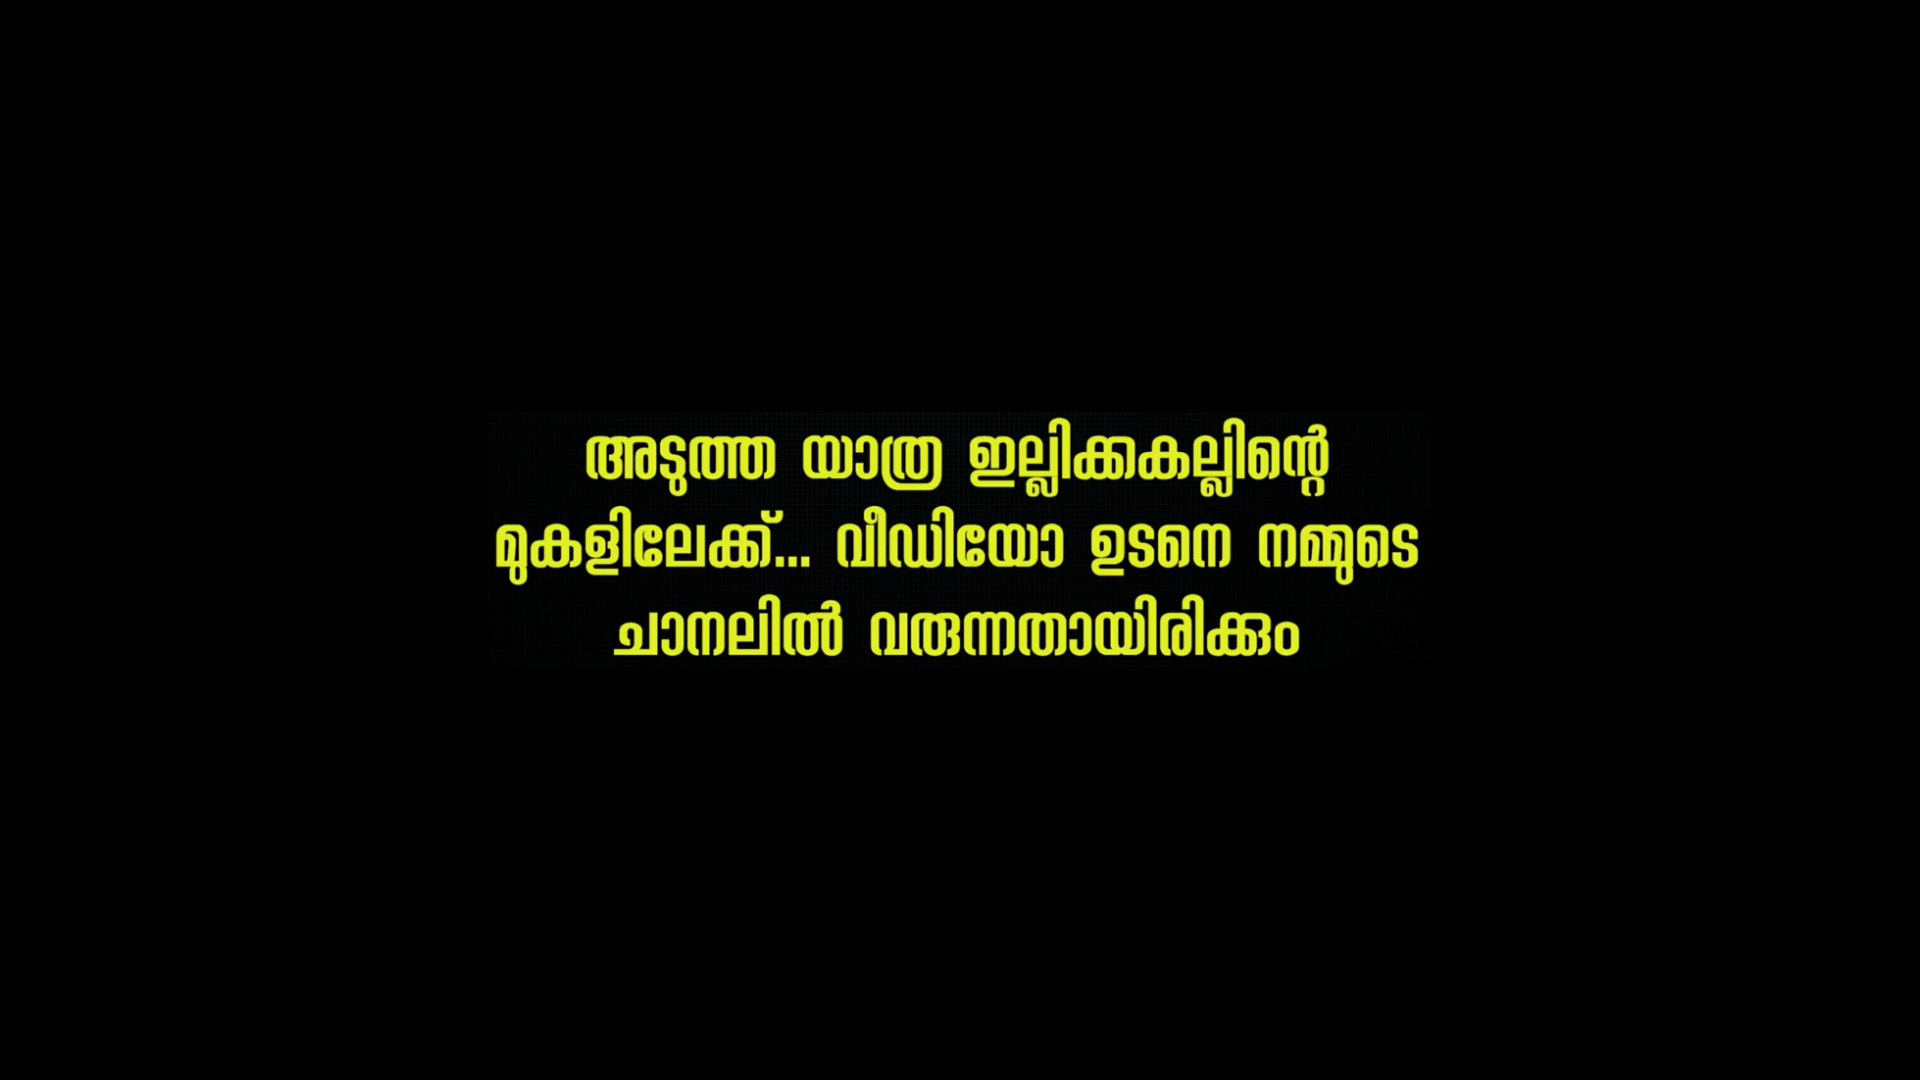 അടുത്ത യാത്ര ഇല്ലിക്കകല്ലിന്റെ
മുകളിലേക്ക്... വീഡിയോ ഉടനെ നമ്മുടെ
ചാനലിൽ വരുന്നതായിരിക്കും